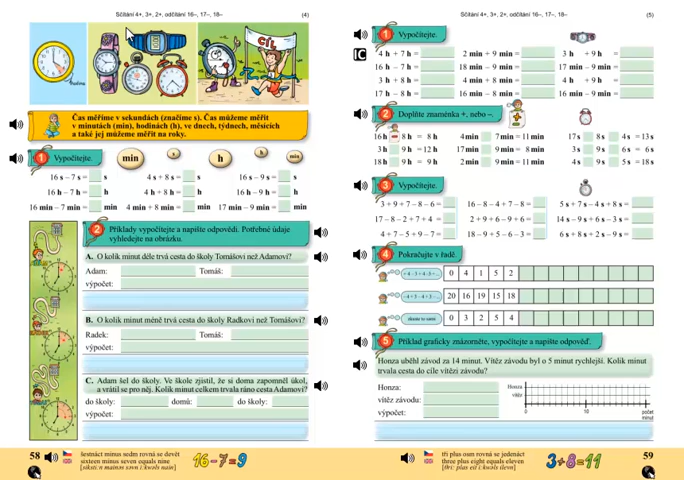 Sčítání 4+, 3+, 2+, odčítání 16–, 17–, 18–
(4)
CÍL
Čas měříme v sekundách (značíme s). Čas můžeme měřit
v minutách (min), hodinách (h), ve dnech, týdnech, měsících
a také jej můžeme měřit na roky.
1 Vypočítejte.
min s h h min
16 s – 7 s = s 4 s + 8 s = s 16 s – 9 s = s
16 h – 7 h = h 4 h + 8 h = h 16 h – 9 h = h
16 min – 7 min = min 4 min + 8 min = min 17 min – 9 min = min
2 Příklady vypočítejte a napište odpovědi. Potřebné údaje
vyhledejte na obrázku.
A. O kolik minut déle trvá cesta do školy Tomášovi než Adamovi?
Adam: Tomáš:
výpočet:
B. O kolik minut méně trvá cesta do školy Radkovi než Tomášovi?
Radek: Tomáš:
výpočet:
C. Adam šel do školy. Ve škole zjistil, že si doma zapomněl úkol,
a vrátil se pro něj. Kolik minut celkem trvala ráno cesta Adamovi?
do školy: domů: do školy:
výpočet:
58
šestnáct minus sedm rovná se devět
sixteen minus seven equals nine
16–7=9
Sčítání 4+, 3+, 2+, odčítání 16–, 17–, 18–
(5)
1 Vypočítejte.
4 h + 7 h = 2 min + 9 min = 3 h + 9 h =
16 h – 7 h = 18 min – 9 min = 17 min – 9 min =
3 h + 8 h = 4 min + 8 min = 4 h + 9 h =
17 h – 8 h = 16 min – 8 min = 16 min – 9 min =
2 Doplňte znaménka +, nebo –.
16 h – 8 h = 8 h 4 min 7 min = 11 min 17 s 8 s 4 s = 13 s
3 h 9 h = 12 h 17 min 9 min = 8 min 3 s 9 s 6 s = 6 s
18 h 9 h = 9 h 2 min 9 min = 11 min 4 s 9 s 5 s = 18 s
3 Vypočítejte.
3 + 9 + 7 – 8 – 6 = 16 – 8 – 4 + 7 – 8 = 5 s + 7 s – 4 s + 8 s =
17 – 8 – 2 + 7 + 4 = 2 + 9 + 6 – 9 + 6 = 14 s – 9 s + 6 s – 3 s =
4 + 7 – 5 + 9 – 7 = 18 – 9 + 5 – 6 – 3 = 6 s + 8 s + 2 s – 9 s =
4 Pokračujte v řadě.
0 4 1 5 2
20 16 19 15 18
0 3 2 5 4
5 Příklad graficky znázorněte, vypočítejte a napište odpověď.
Honza uběhl závod za 14 minut. Vítěz závodu byl o 5 minut rychlejší. Kolik minut
trvala cesta do cíle vítězi závodu?
Honza:
vítěz závodu:
výpočet:
Honza
vítěz
0 10 počet
minut
tři plus osm rovná se jedenáct
three plus eight equals eleven
3+8=11
59